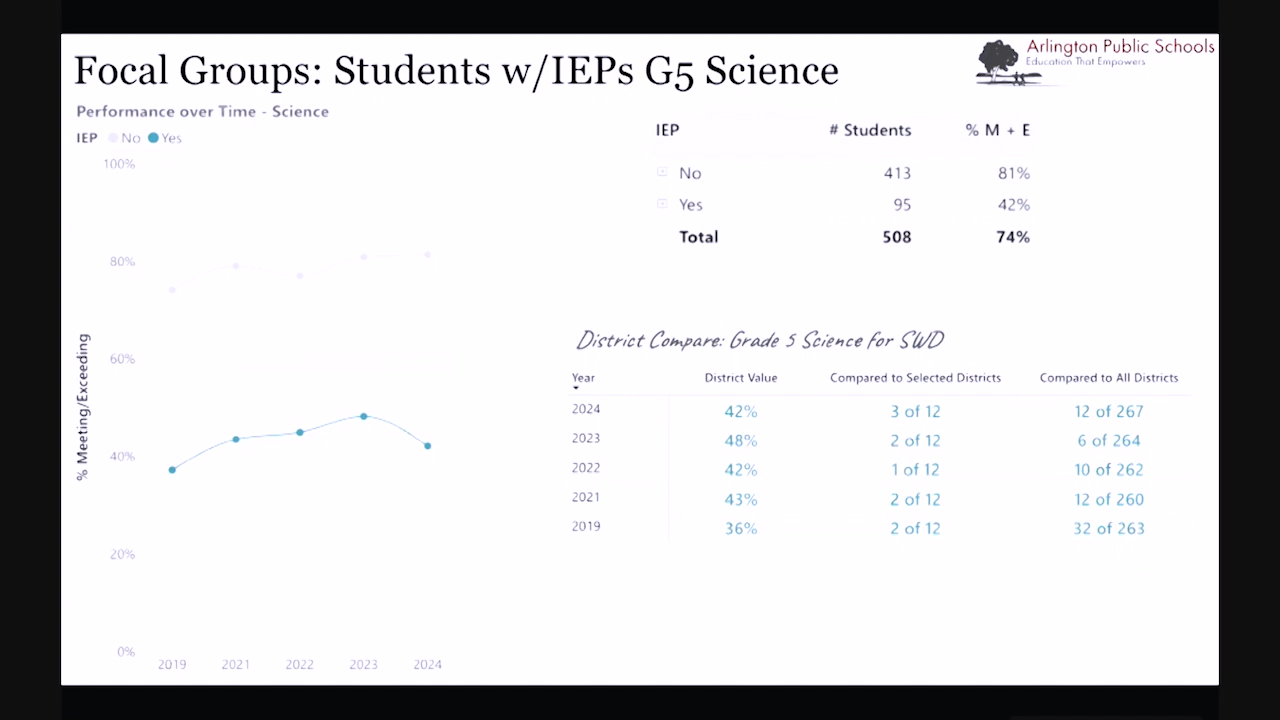 Focal Groups: Students w/IEPs G5 Science
Arlington Public Schools
Education That Empowers
Performance over Time - Science
IEP No Yes
100%
80%
60%
40%
20%
0%
% Meeting/Exceeding
2019 2021 2022 2023 2024
IEP # Students % M + E
No 413 81%
Yes 95 42%
Total 508 74%
District Compare: Grade 5 Science for SWD
Year District Value Compared to Selected Districts Compared to All Districts
2024 42% 3 of 12 12 of 267
2023 48% 2 of 12 6 of 264
2022 42% 1 of 12 10 of 262
2021 43% 2 of 12 12 of 260
2019 36% 2 of 12 32 of 263